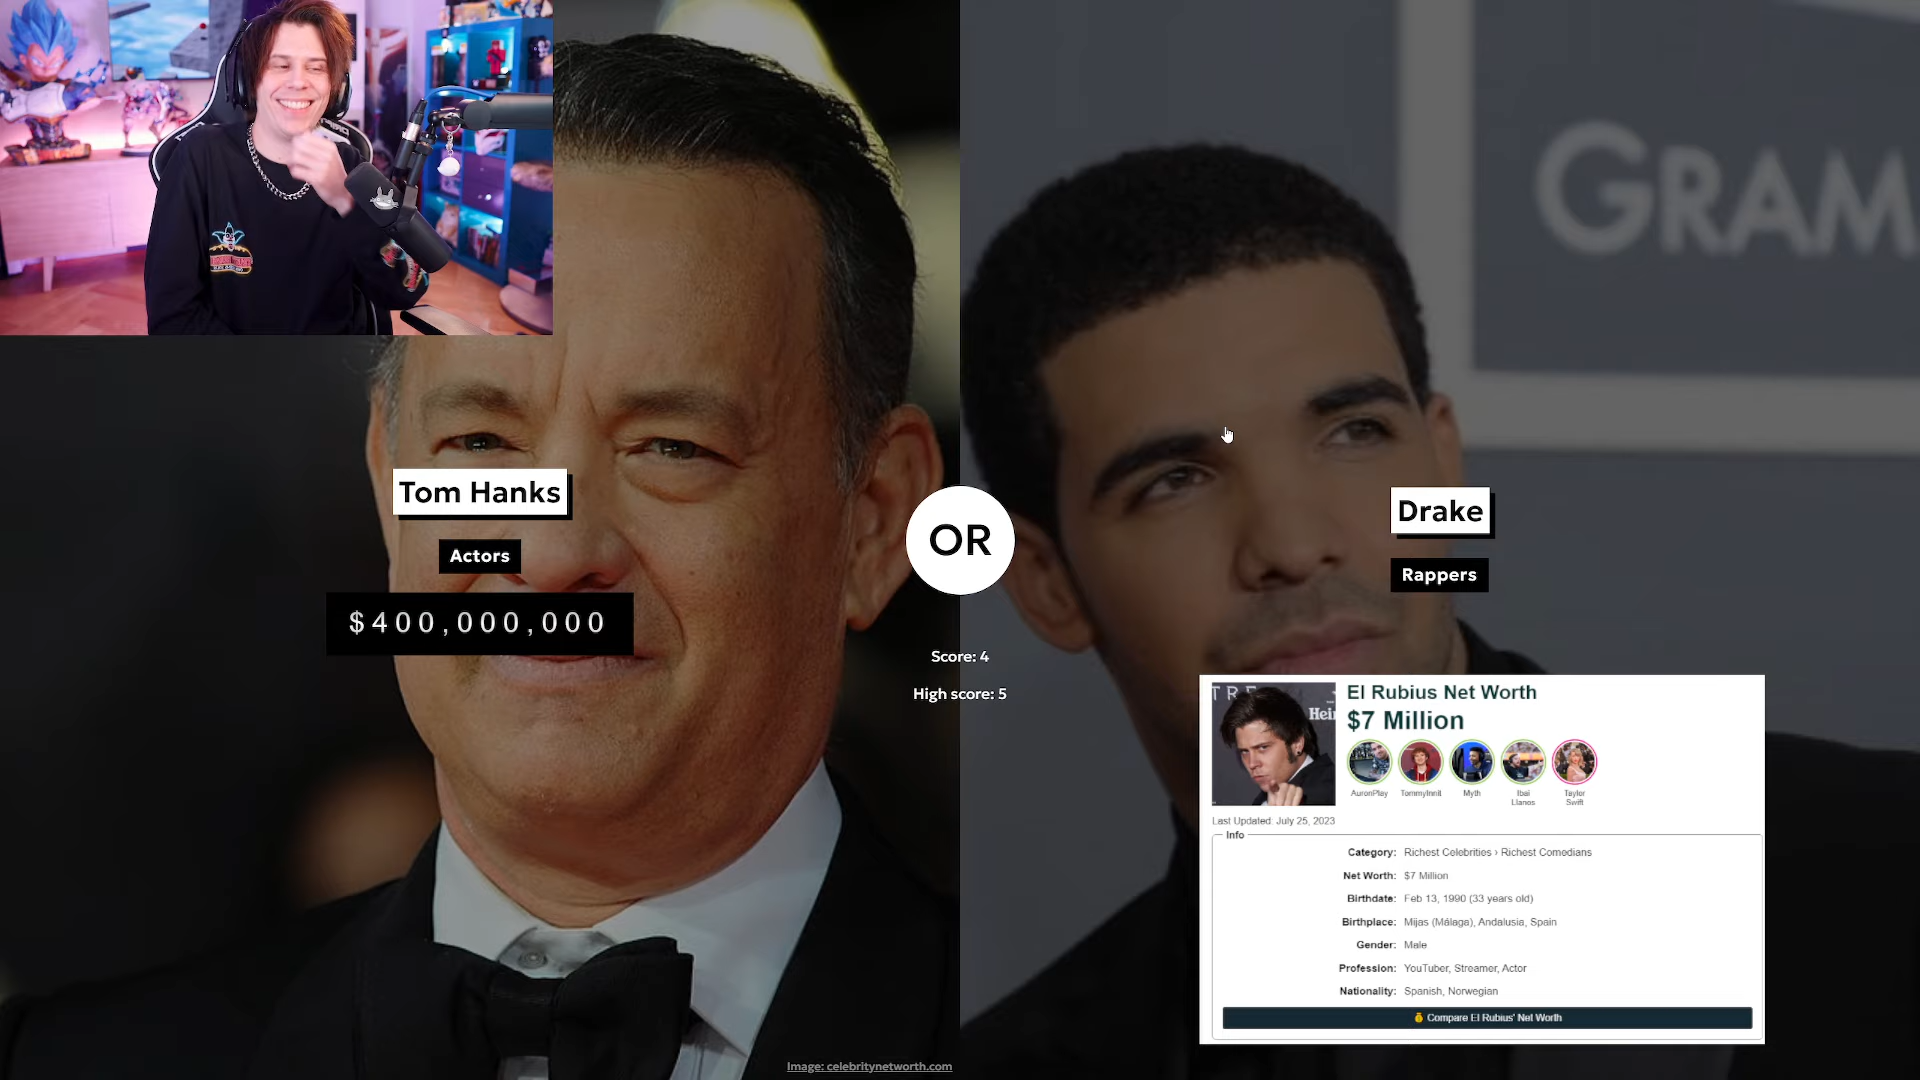 Tom Hanks
Actors
$400,000,000
OR
Score: 4
High score: 5
GRAM
Drake
Rappers
El Rubius Net Worth
$7 Million
AuronPlay
TommyInnit
Myth
Ibai
Llanos
Taylor
Swift
Last Updated: July 25, 2023
Info
Category: Richest Celebrities › Richest Comedians
Net Worth: $7 Million
Birthdate: Feb 13, 1990 (33 years old)
Birthplace: Mijas (Málaga), Andalusia, Spain
Gender: Male
Profession: YouTuber, Streamer, Actor
Nationality: Spanish, Norwegian
Compare El Rubius' Net Worth
Image: celebritynetworth.com